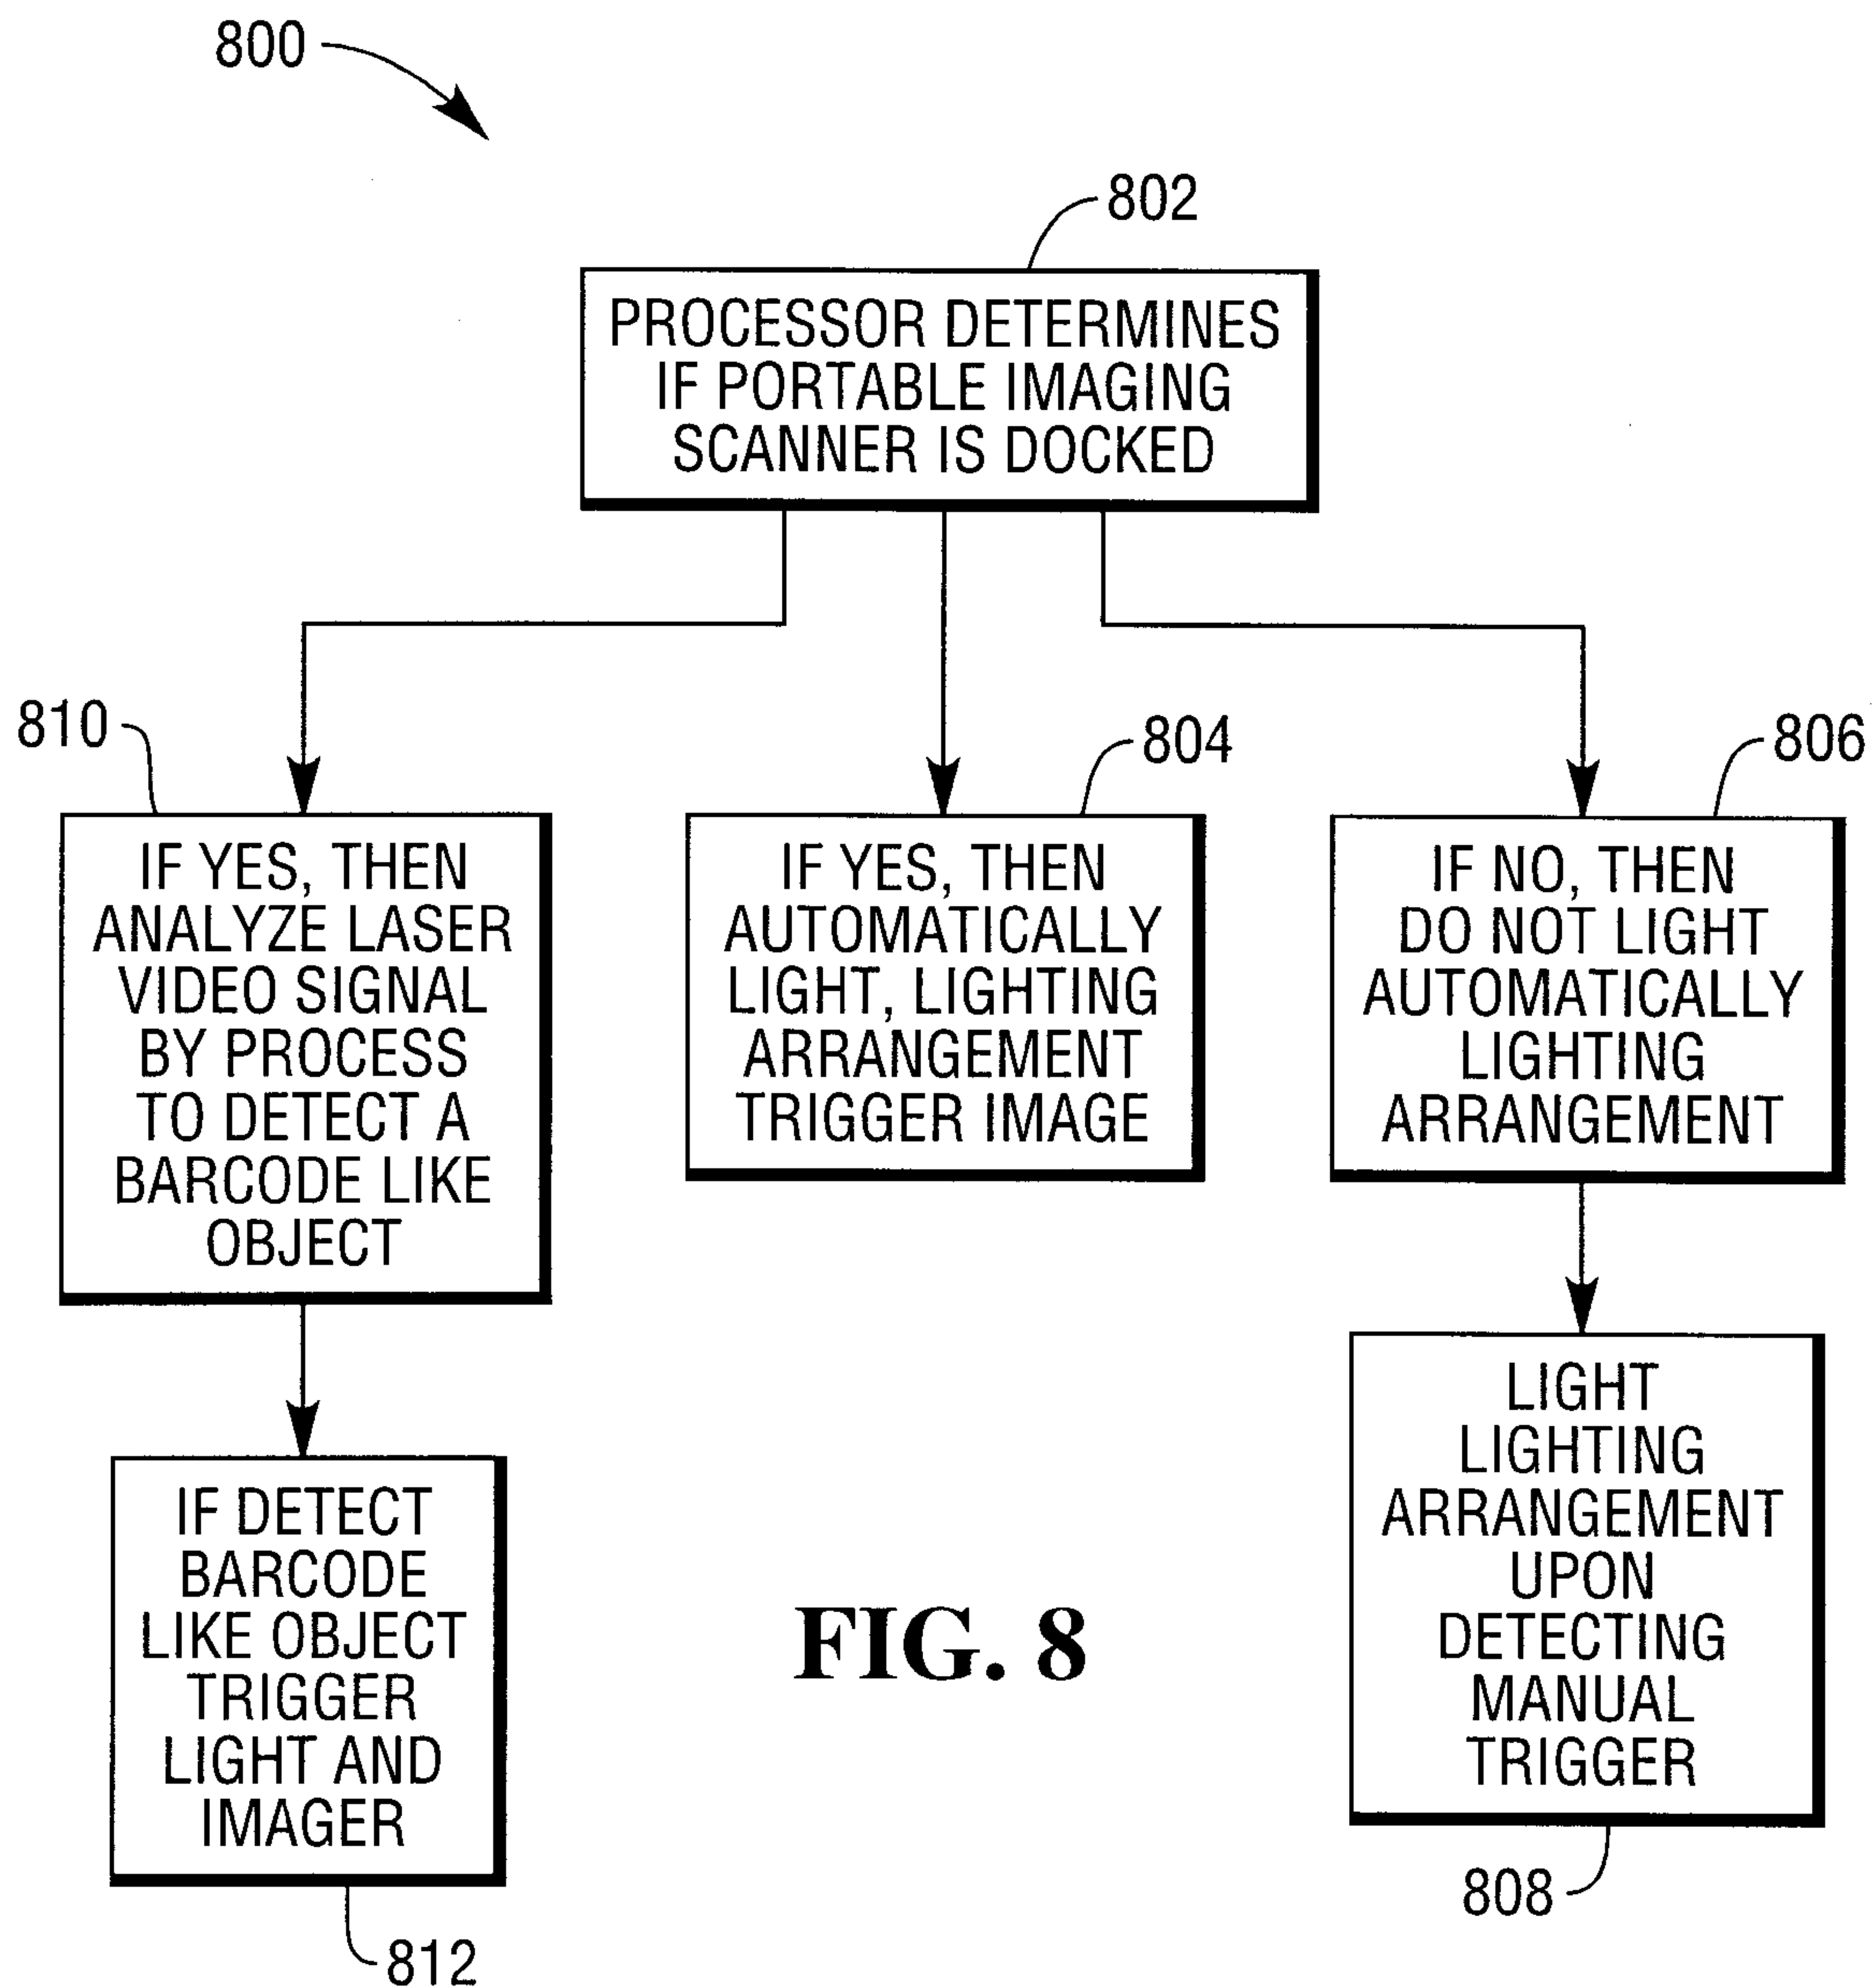 800
802
PROCESSOR DETERMINES
IF PORTABLE IMAGING
SCANNER IS DOCKED
810
IF YES, THEN
ANALYZE LASER
VIDEO SIGNAL
BY PROCESS
TO DETECT A
BARCODE LIKE
OBJECT
804
IF YES, THEN
AUTOMATICALLY
LIGHT, LIGHTING
ARRANGEMENT
TRIGGER IMAGE
806
IF NO, THEN
DO NOT LIGHT
AUTOMATICALLY
LIGHTING
ARRANGEMENT
IF DETECT
BARCODE
LIKE OBJECT
TRIGGER
LIGHT AND
IMAGER
812
LIGHT
LIGHTING
ARRANGEMENT
UPON
DETECTING
MANUAL
TRIGGER
808
FIG. 8